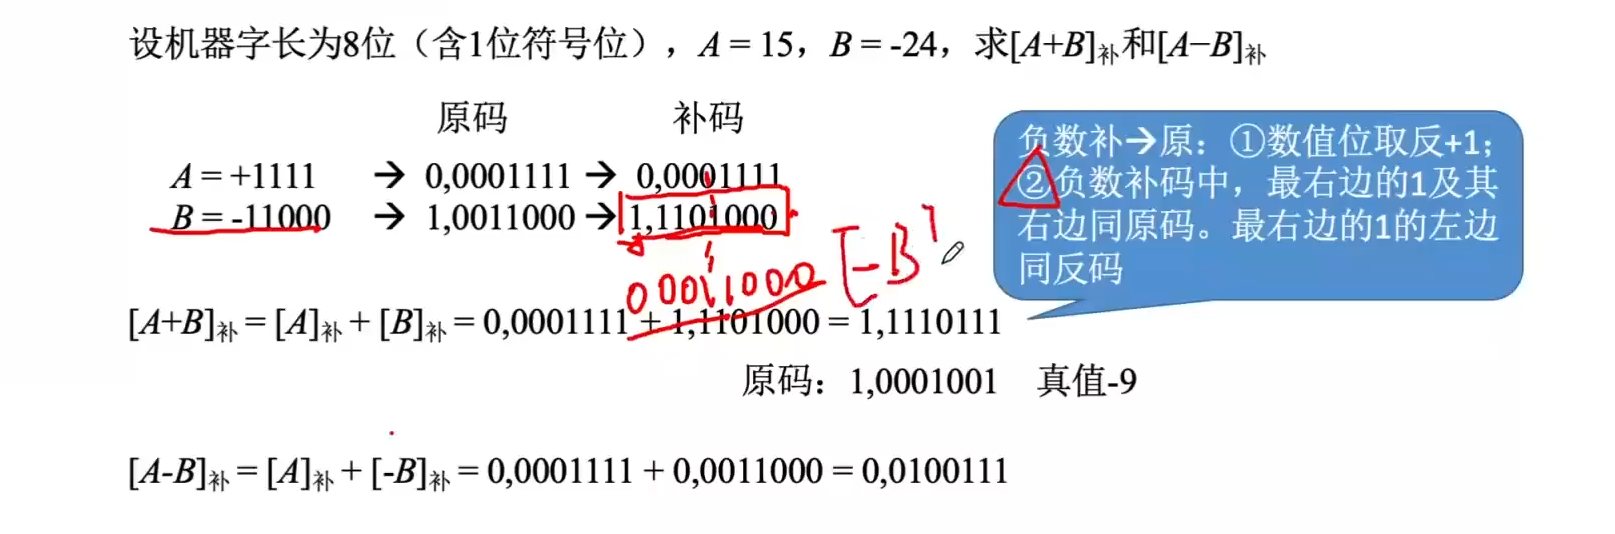 设机器字长为8位（含1位符号位），A = 15，B = -24，求[A+B]补和[A−B]补
原码 补码
A = +1111 → 0,0001111 → 0,0001111
B = -11000 → 1,0011000 → 1,1101000
00011000 [-B]
负数补→原：①数值位取反+1；
②负数补码中，最右边的1及其
右边同原码。最右边的1的左边
同反码
[A+B]补 = [A]补 + [B]补 = 0,0001111 + 1,1101000 = 1,1110111
原码：1,0001001 真值-9
[A-B]补 = [A]补 + [-B]补 = 0,0001111 + 0,0011000 = 0,0100111